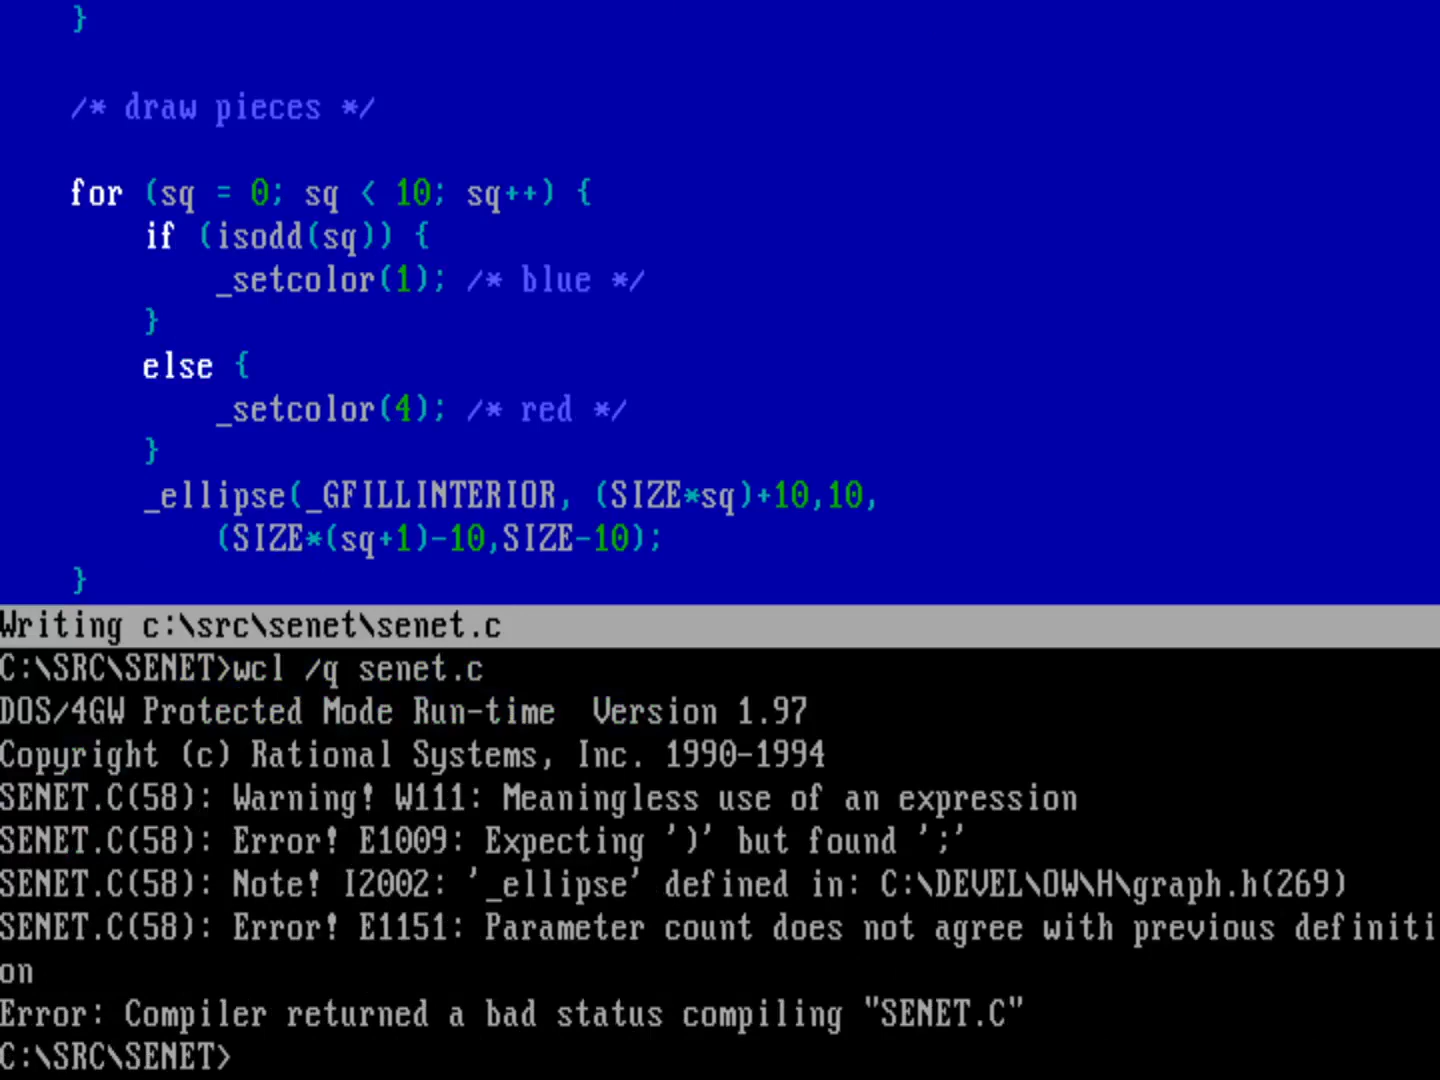 }
/* draw pieces */
for (sq = 0; sq < 10; sq++) {
if (isodd(sq)) {
_setcolor(1); /* blue */
}
else {
_setcolor(4); /* red */
}
_ellipse(_GFILLINTERIOR, (SIZE*sq)+10,10,
(SIZE*(sq+1)-10,SIZE-10);
}
Writing c:\src\senet\senet.c
C:\SRC\SENET>wcl /q senet.c
DOS/4GW Protected Mode Run-time  Version 1.97
Copyright (c) Rational Systems, Inc. 1990-1994
SENET.C(58): Warning! W111: Meaningless use of an expression
SENET.C(58): Error! E1009: Expecting ')' but found ';'
SENET.C(58): Note! I2002: '_ellipse' defined in: C:\DEVEL\OW\H\graph.h(269)
SENET.C(58): Error! E1151: Parameter count does not agree with previous definiti
on
Error: Compiler returned a bad status compiling "SENET.C"
C:\SRC\SENET>